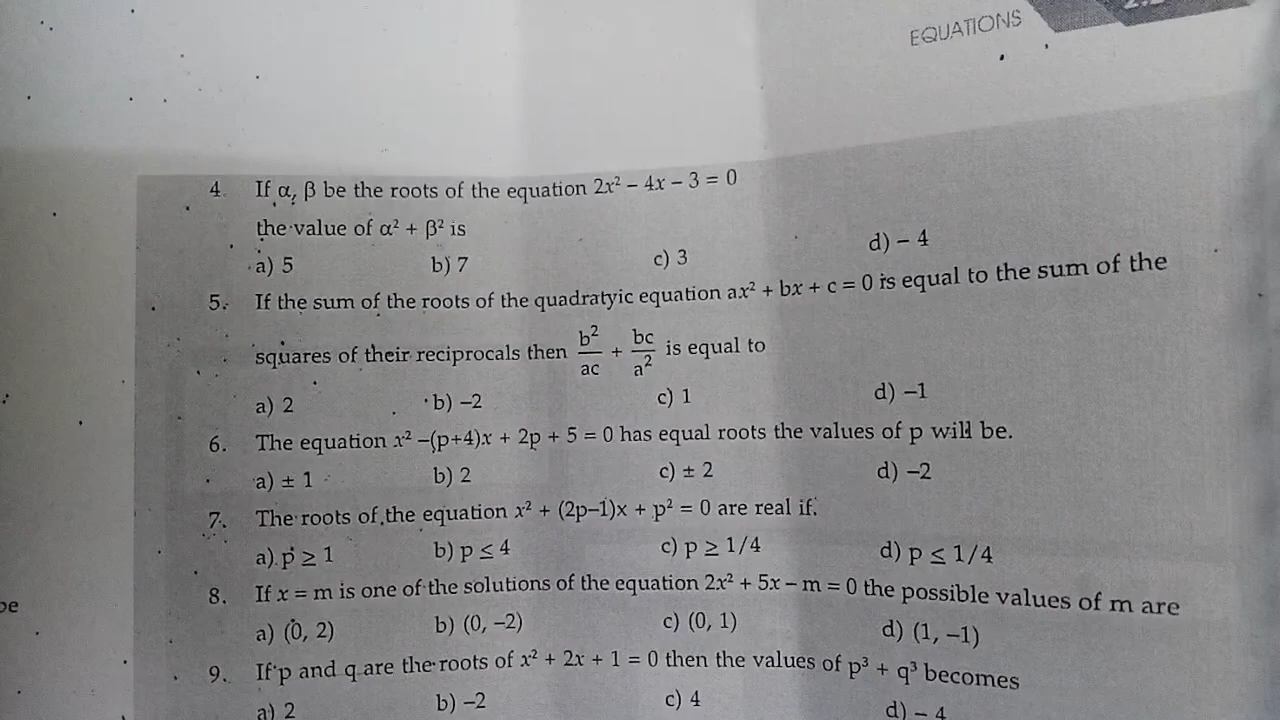 EQUATIONS
4. If α, β be the roots of the equation 2x² – 4x – 3 = 0
the value of α² + β² is
a) 5 b) 7 c) 3 d) – 4
5. If the sum of the roots of the quadratyic equation ax² + bx + c = 0 is equal to the sum of the
squares of their reciprocals then b²/ac + bc/a² is equal to
a) 2 b) –2 c) 1 d) –1
6. The equation x² –(p+4)x + 2p + 5 = 0 has equal roots the values of p will be.
a) ± 1 b) 2 c) ± 2 d) –2
7. The roots of the equation x² + (2p–1)x + p² = 0 are real if.
a) p ≥ 1 b) p ≤ 4 c) p ≥ 1/4 d) p ≤ 1/4
8. If x = m is one of the solutions of the equation 2x² + 5x – m = 0 the possible values of m are
a) (0, 2) b) (0, –2) c) (0, 1) d) (1, –1)
9. If p and q are the roots of x² + 2x + 1 = 0 then the values of p³ + q³ becomes
a) 2 b) –2 c) 4 d) – 4